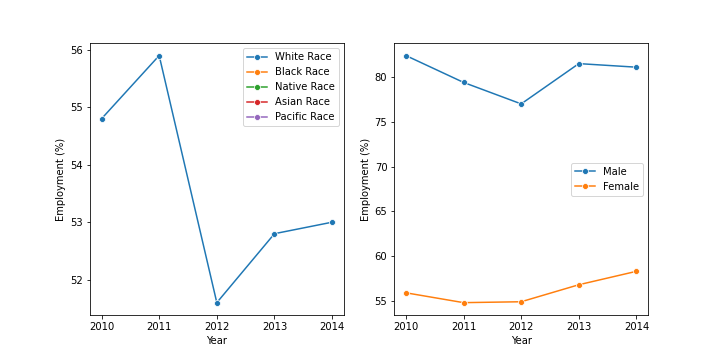 56
55
54
53
52
Employment (%)
2010 2011 2012 2013 2014
Year
White Race
Black Race
Native Race
Asian Race
Pacific Race
80
75
70
65
60
55
Employment (%)
2010 2011 2012 2013 2014
Year
Male
Female